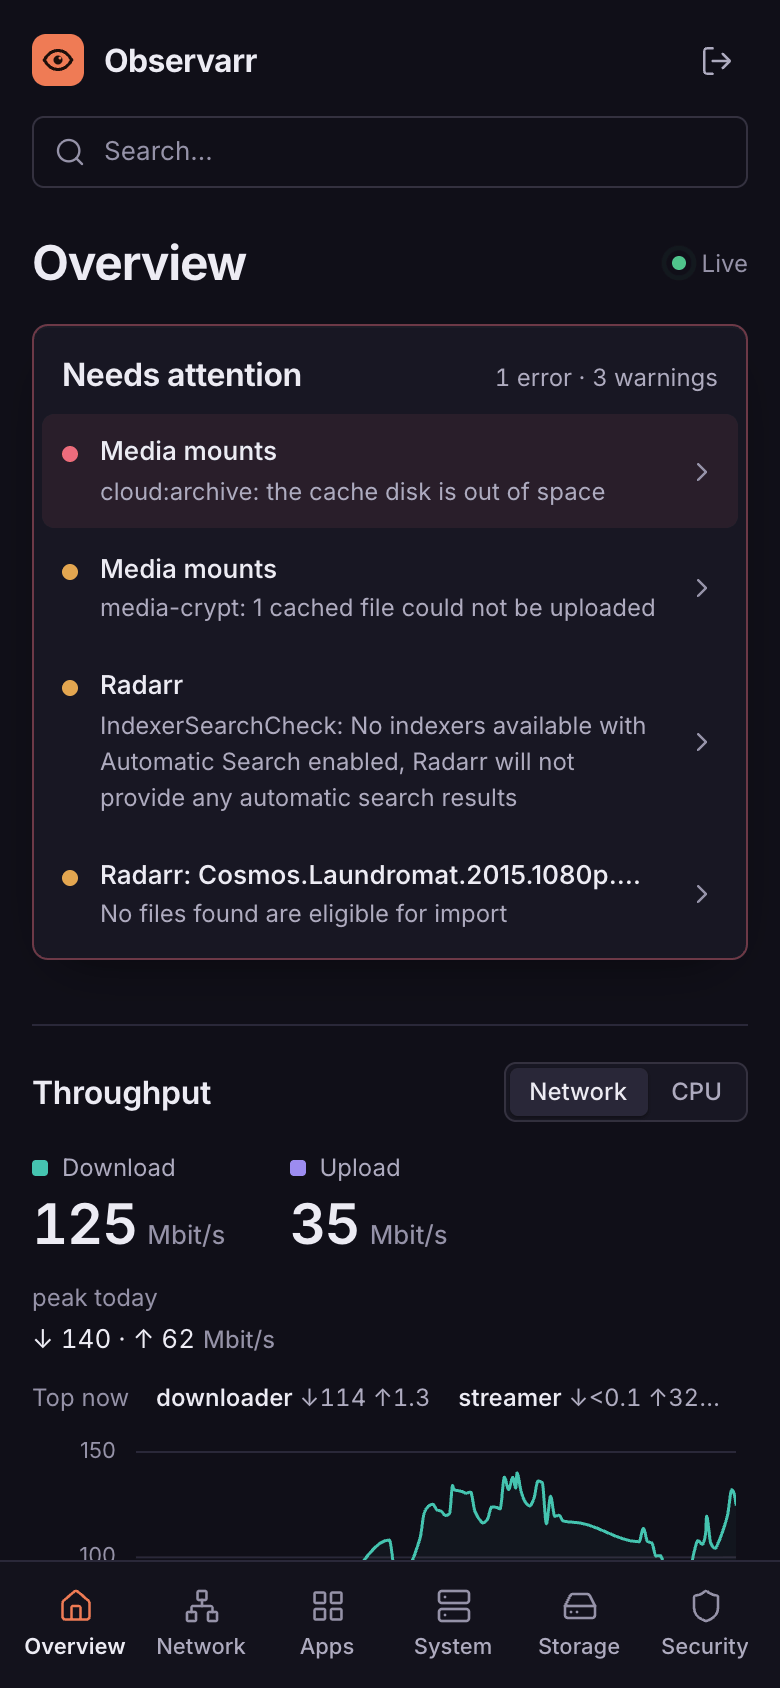 Observarr
Search...
Overview
Live
Needs attention
1 error · 3 warnings
Media mounts
cloud:archive: the cache disk is out of space
Media mounts
media-crypt: 1 cached file could not be uploaded
Radarr
IndexerSearchCheck: No indexers available with
Automatic Search enabled, Radarr will not
provide any automatic search results
Radarr: Cosmos.Laundromat.2015.1080p....
No files found are eligible for import
Throughput
Network CPU
Download Upload
125 Mbit/s 35 Mbit/s
peak today
↓ 140 · ↑ 62 Mbit/s
Top now downloader ↓114 ↑1.3 streamer ↓<0.1 ↑32...
150
100
Overview Network Apps System Storage Security